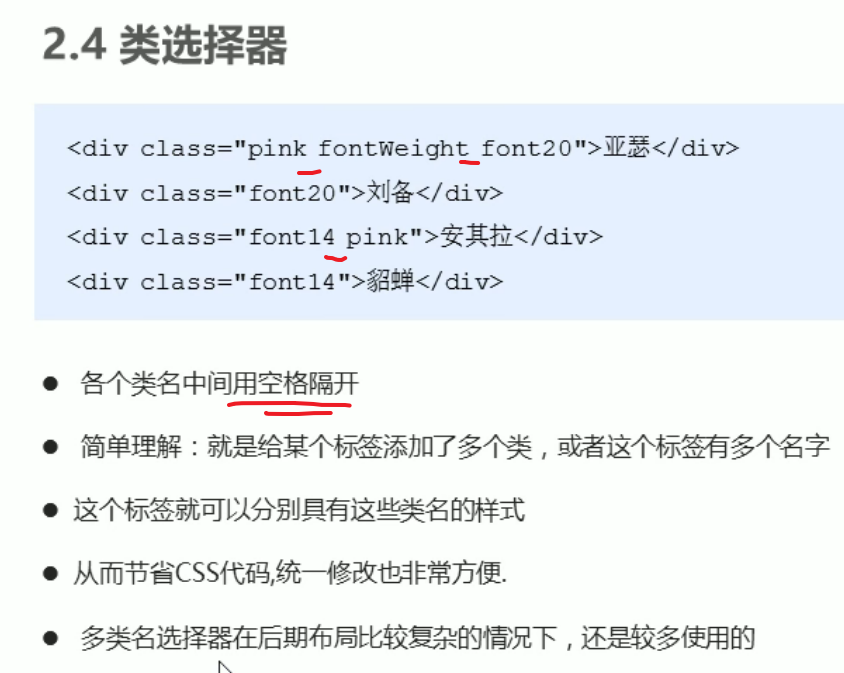 2.4 类选择器
<div class="pink fontWeight font20">亚瑟</div>
<div class="font20">刘备</div>
<div class="font14 pink">安其拉</div>
<div class="font14">貂蝉</div>
● 各个类名中间用空格隔开
● 简单理解：就是给某个标签添加了多个类，或者这个标签有多个名字
● 这个标签就可以分别具有这些类名的样式
● 从而节省CSS代码,统一修改也非常方便.
● 多类名选择器在后期布局比较复杂的情况下，还是较多使用的